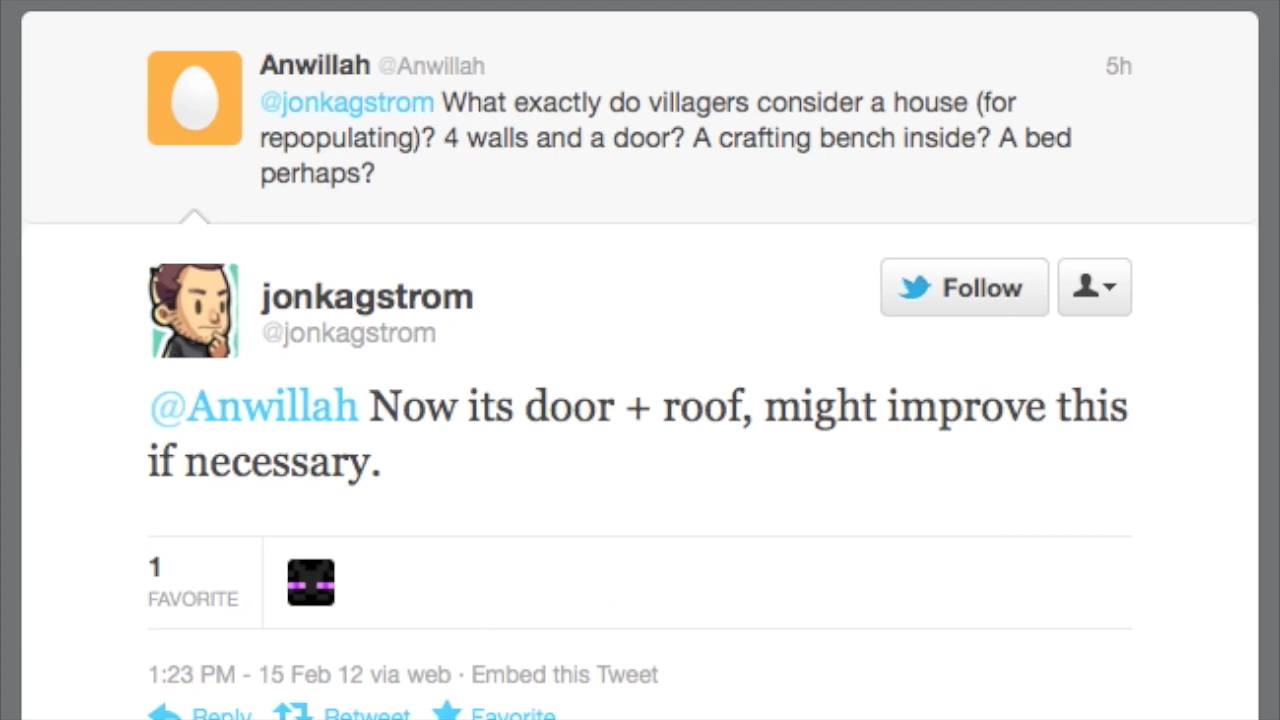 Anwillah @Anwillah 5h
@jonkagstrom What exactly do villagers consider a house (for
repopulating)? 4 walls and a door? A crafting bench inside? A bed
perhaps?
jonkagstrom
@jonkagstrom
Follow
@Anwillah Now its door + roof, might improve this
if necessary.
1
FAVORITE
1:23 PM - 15 Feb 12 via web · Embed this Tweet
Reply Retweet Favorite